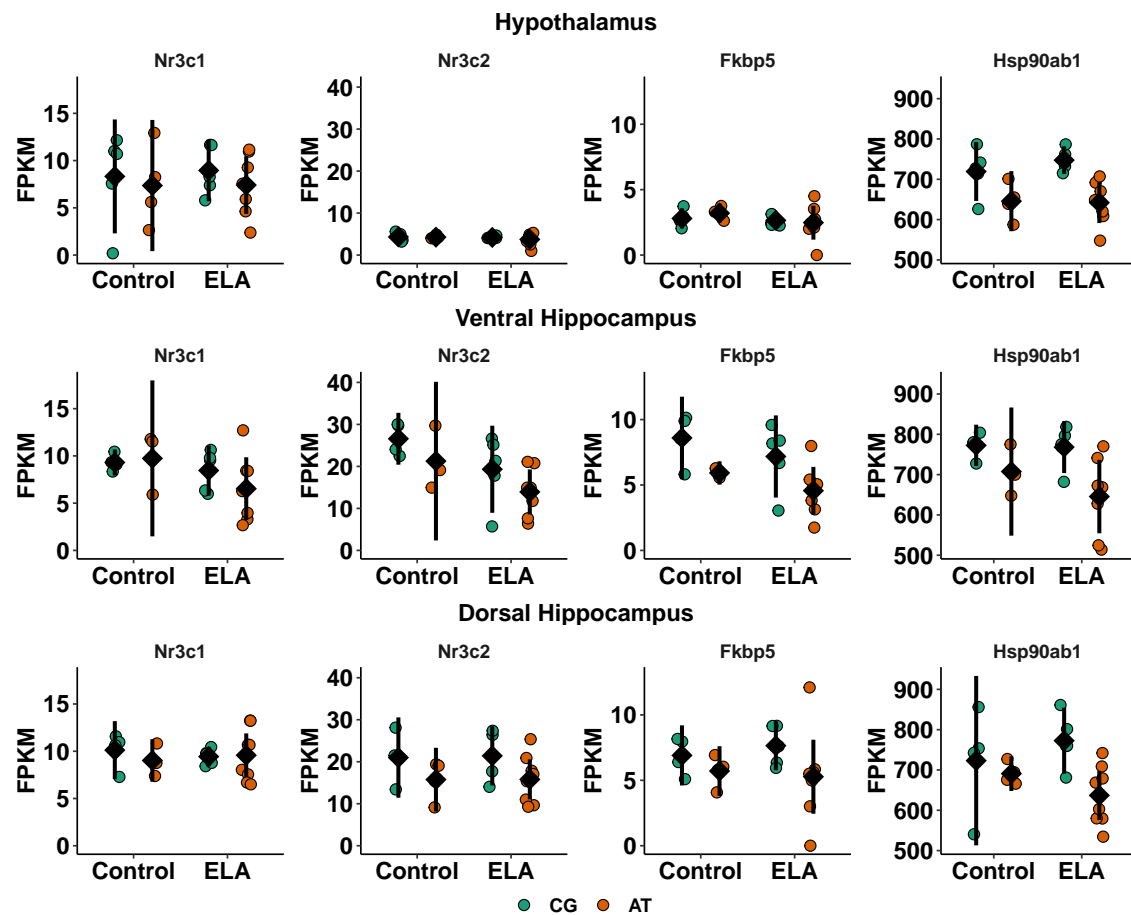 Hypothalamus
Nr3c1 Nr3c2 Fkbp5 Hsp90ab1
FPKM FPKM FPKM FPKM
15 40 10 900
10 30 5 800
5 20 0 700
0 10 600
0 500
Control ELA Control ELA Control ELA Control ELA
Ventral Hippocampus
Nr3c1 Nr3c2 Fkbp5 Hsp90ab1
FPKM FPKM FPKM FPKM
15 40 10 900
10 30 5 800
5 20 0 700
0 10 600
0 500
Control ELA Control ELA Control ELA Control ELA
Dorsal Hippocampus
Nr3c1 Nr3c2 Fkbp5 Hsp90ab1
FPKM FPKM FPKM FPKM
15 40 10 900
10 30 5 800
5 20 0 700
0 10 600
0 500
Control ELA Control ELA Control ELA Control ELA
CG AT